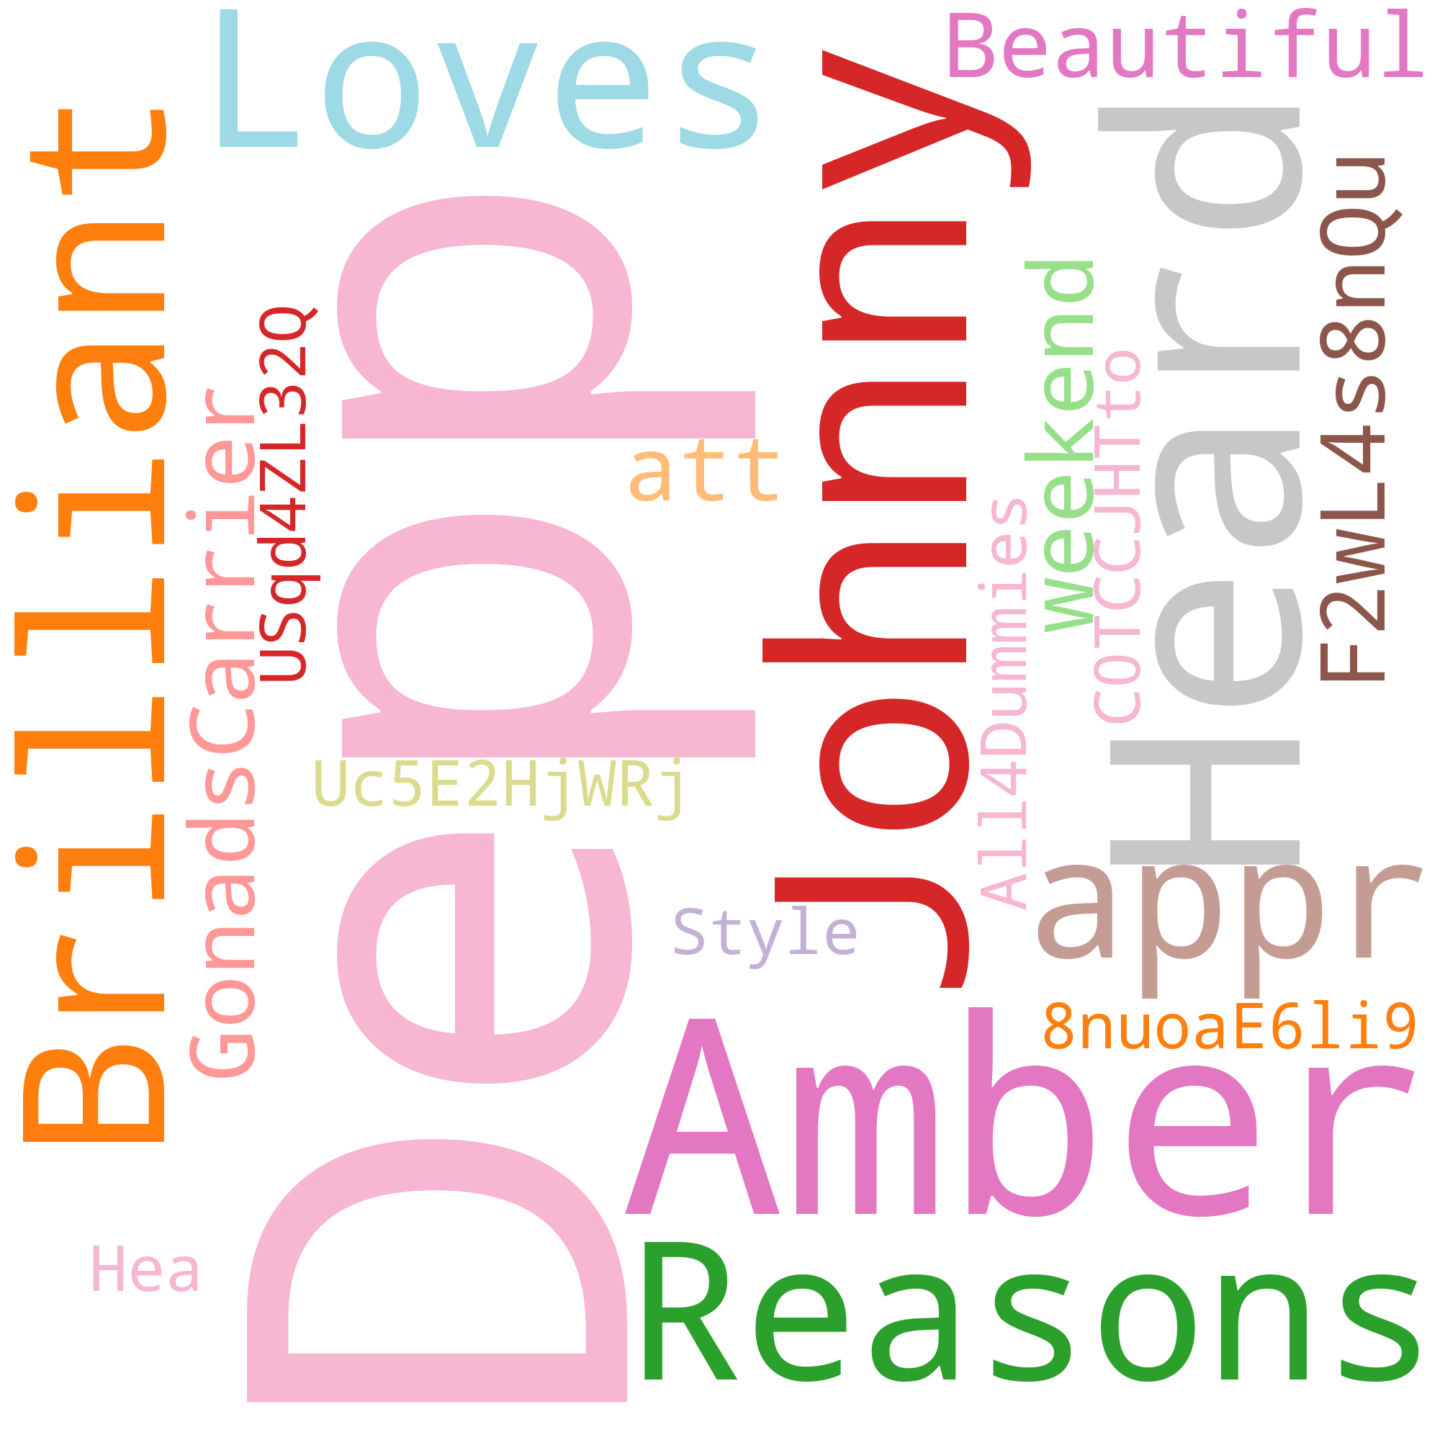 Loves
Beautiful
Brilliant
Depp
Johnny
Heard
F2wL4s8nQu
weekend
USqd4ZL32Q
COTCCJHTto
GonadsCarrier
att
All4Dummies
Uc5E2HjWRj
appr
Style
8nuoaE6li9
Amber
Hea
Reasons